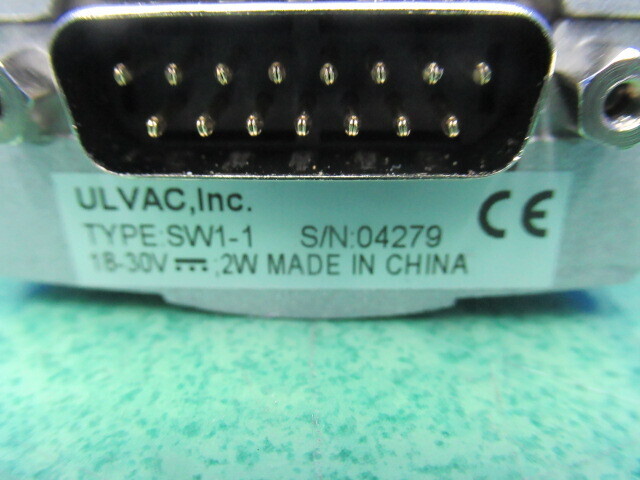 ULVAC,Inc.
CE
TYPE:SW1-1 S/N:04279
18-30V ⎓ ;2W MADE IN CHINA